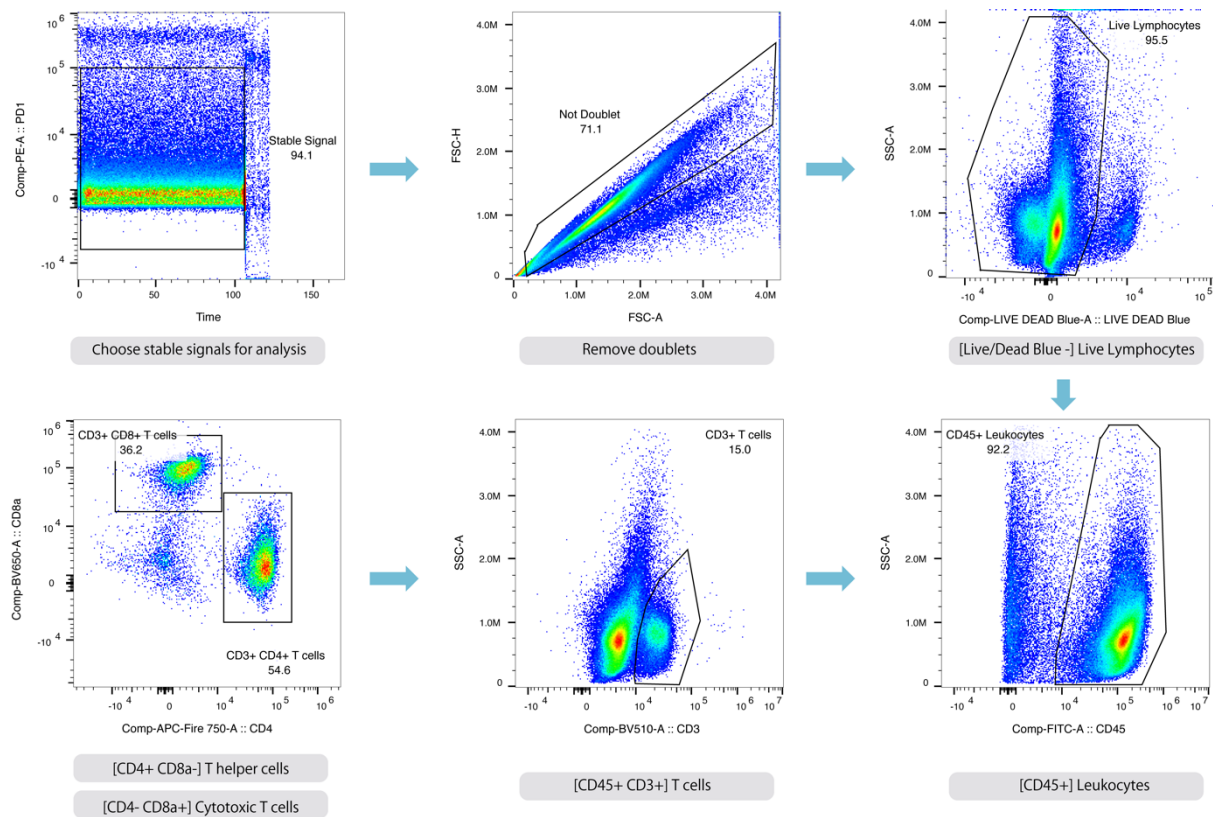 Comp-PE-A :: PD1
10^6
10^5
10^4
0
-10^4
Stable Signal
94.1
0
50
100
150
Time
Choose stable signals for analysis
FSC-H
4.0M
3.0M
2.0M
1.0M
0
Not Doublet
71.1
0
1.0M
2.0M
3.0M
4.0M
FSC-A
Remove doublets
SSC-A
4.0M
3.0M
2.0M
1.0M
0
Live Lymphocytes
95.5
-10^4
0
10^4
10^5
Comp-LIVE DEAD Blue-A :: LIVE DEAD Blue
[Live/Dead Blue -] Live Lymphocytes
Comp-BV650-A :: CD8a
10^6
10^5
10^4
0
-10^4
CD3+ CD8+ T cells
36.2
CD3+ CD4+ T cells
54.6
-10^4
0
10^4
10^5
10^6
Comp-APC-Fire 750-A :: CD4
[CD4+ CD8a-] T helper cells
[CD4- CD8a+] Cytotoxic T cells
SSC-A
4.0M
3.0M
2.0M
1.0M
0
CD3+ T cells
15.0
-10^4
0
10^4
10^5
10^6
10^7
Comp-BV510-A :: CD3
[CD45+ CD3+] T cells
SSC-A
4.0M
3.0M
2.0M
1.0M
0
CD45+ Leukocytes
92.2
-10^4
0
10^4
10^5
10^6
10^7
Comp-FITC-A :: CD45
[CD45+] Leukocytes